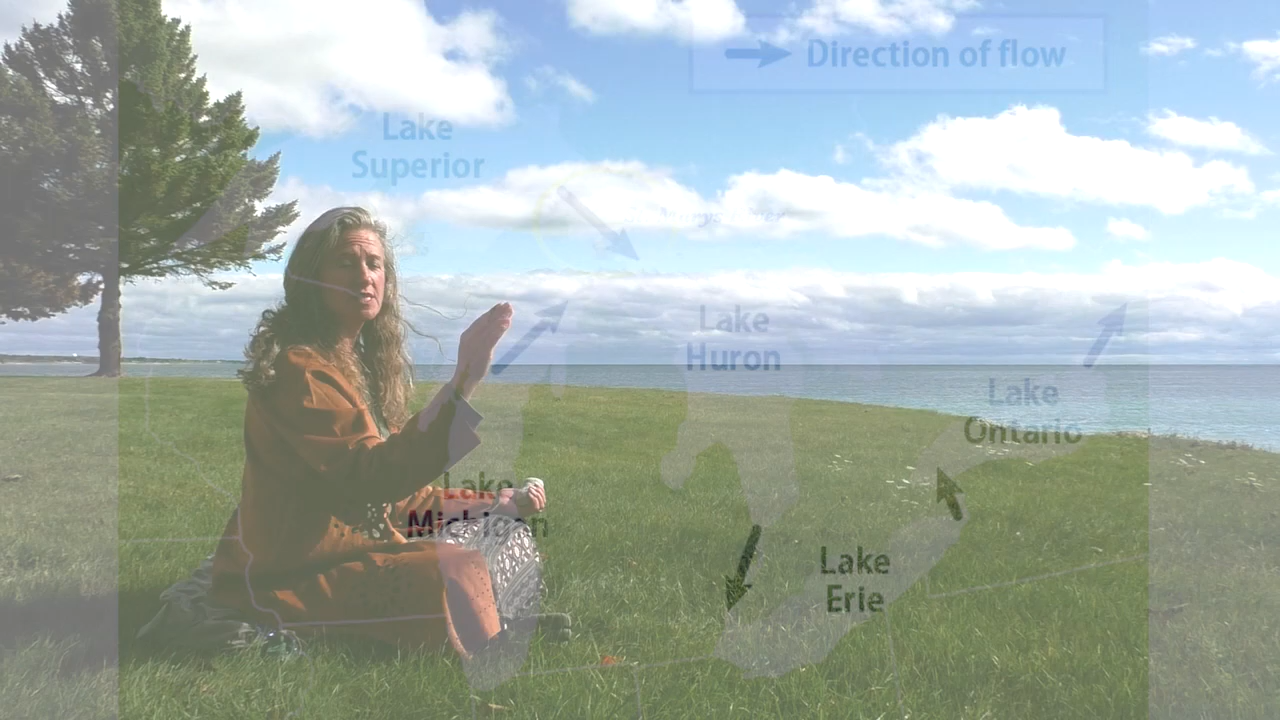 Direction of flow
Lake
Superior
Lake
Huron
Lake
Ontario
Lake
Michigan
Lake
Erie